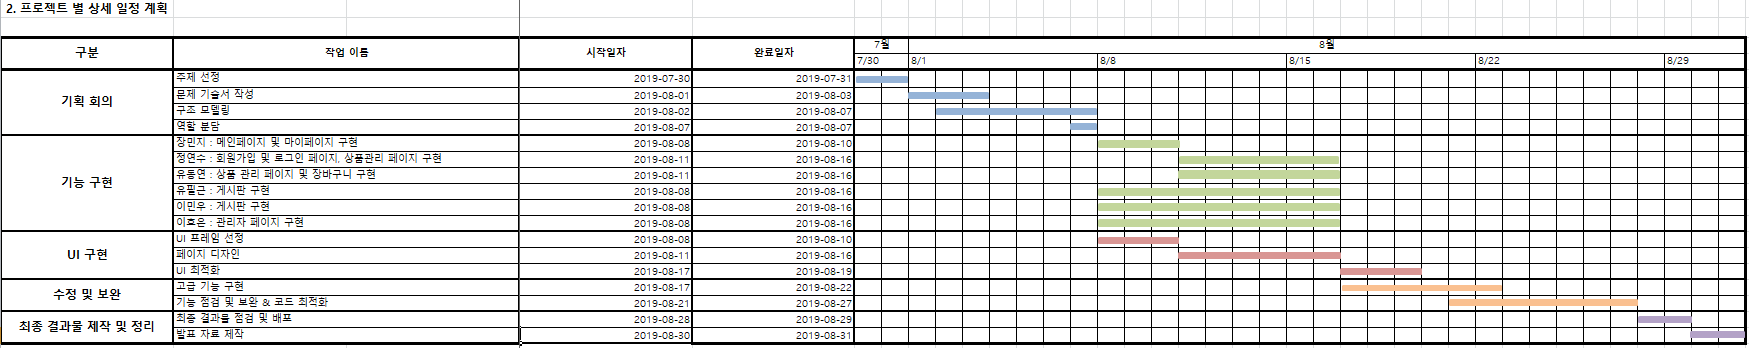 2. 프로젝트 별 상세 일정 계획
구분 작업 이름 시작일자 완료일자 7월 8월
7/30 8/1 8/8 8/15 8/22 8/29
기획 회의
주제 선정 2019-07-30 2019-07-31
문제 기술서 작성 2019-08-01 2019-08-03
구조 모델링 2019-08-02 2019-08-07
역할 분담 2019-08-07 2019-08-07
기능 구현
장민지 : 메인페이지 및 마이페이지 구현 2019-08-08 2019-08-10
정연수 : 회원가입 및 로그인 페이지, 상품관리 페이지 구현 2019-08-11 2019-08-16
유동연 : 상품 관리 페이지 및 장바구니 구현 2019-08-11 2019-08-16
유필근 : 게시판 구현 2019-08-08 2019-08-16
이민우 : 게시판 구현 2019-08-08 2019-08-16
이효은 : 관리자 페이지 구현 2019-08-08 2019-08-16
UI 구현
UI 프레임 선정 2019-08-08 2019-08-10
페이지 디자인 2019-08-11 2019-08-16
UI 최적화 2019-08-17 2019-08-19
수정 및 보완
고급 기능 구현 2019-08-17 2019-08-22
기능 점검 및 보완 & 코드 최적화 2019-08-21 2019-08-27
최종 결과물 제작 및 정리
최종 결과물 점검 및 배포 2019-08-28 2019-08-29
발표 자료 제작 2019-08-30 2019-08-31